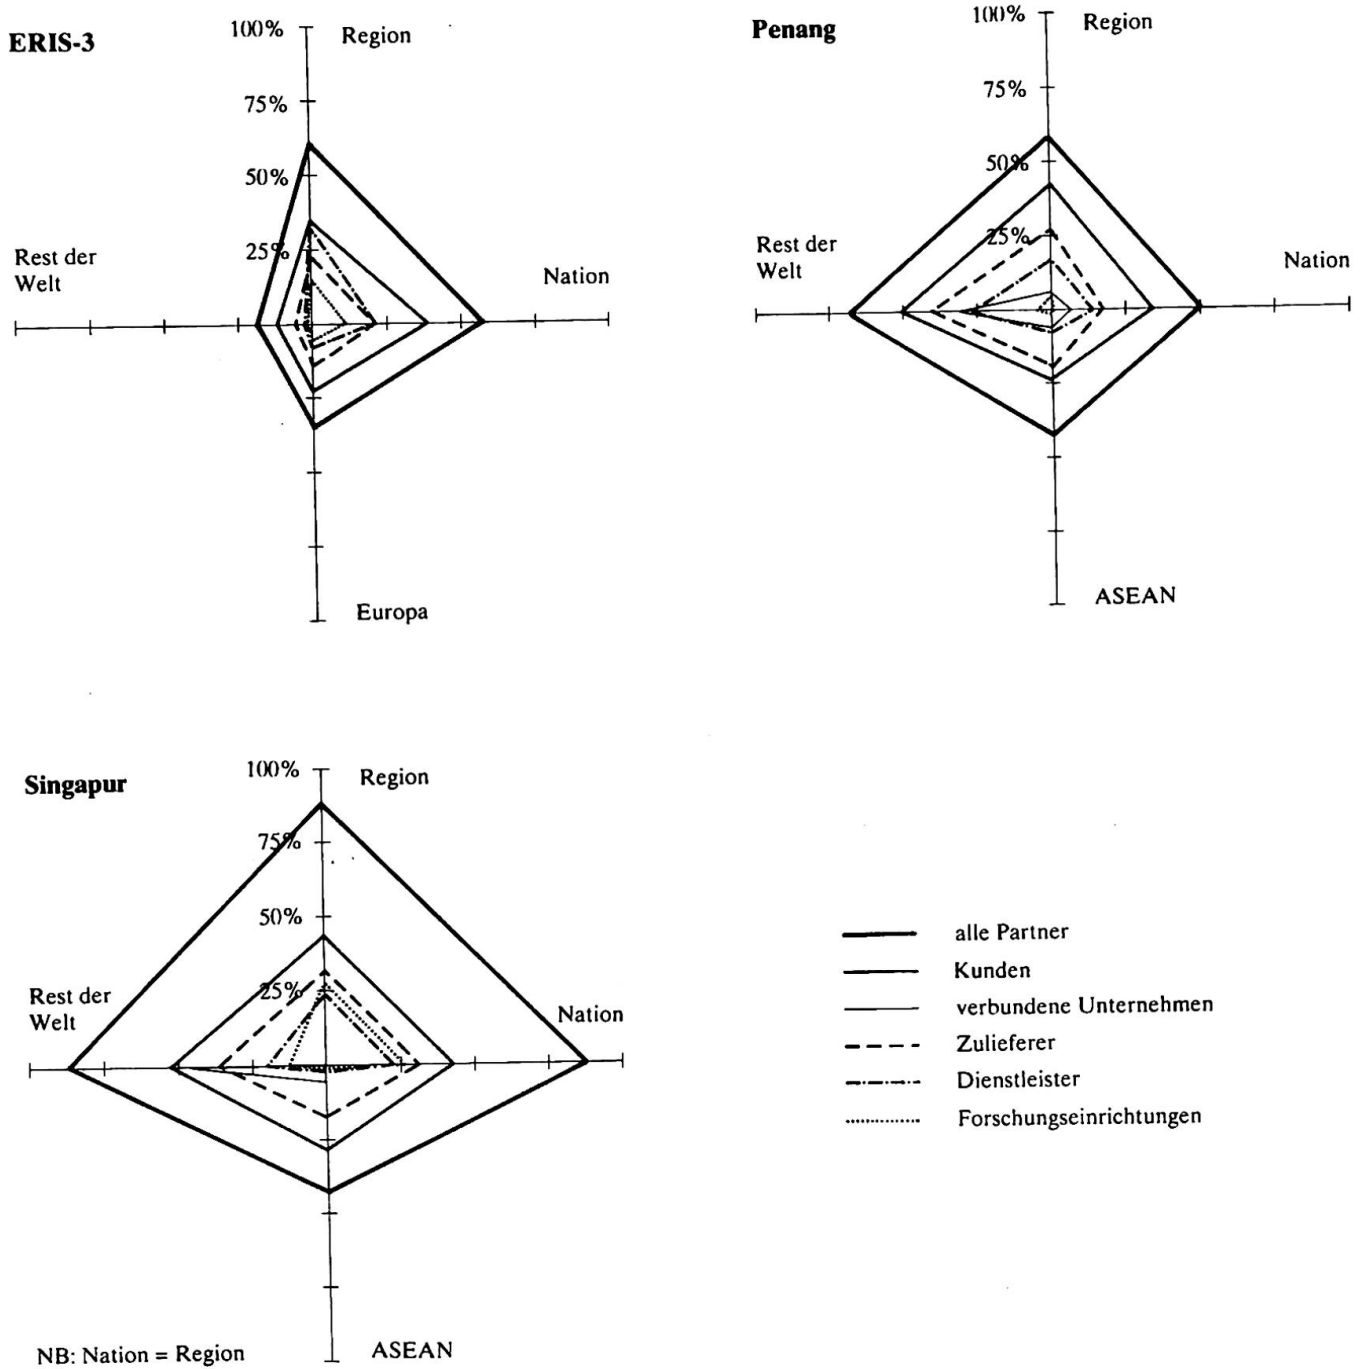 ERIS-3
100%
Region
75%
50%
25%
Rest der
Welt
Nation
Europa
Penang
100%
Region
75%
50%
25%
Rest der
Welt
Nation
ASEAN
Singapur
100%
Region
75%
50%
25%
Rest der
Welt
Nation
ASEAN
NB: Nation = Region
alle Partner
Kunden
verbundene Unternehmen
Zulieferer
Dienstleister
Forschungseinrichtungen